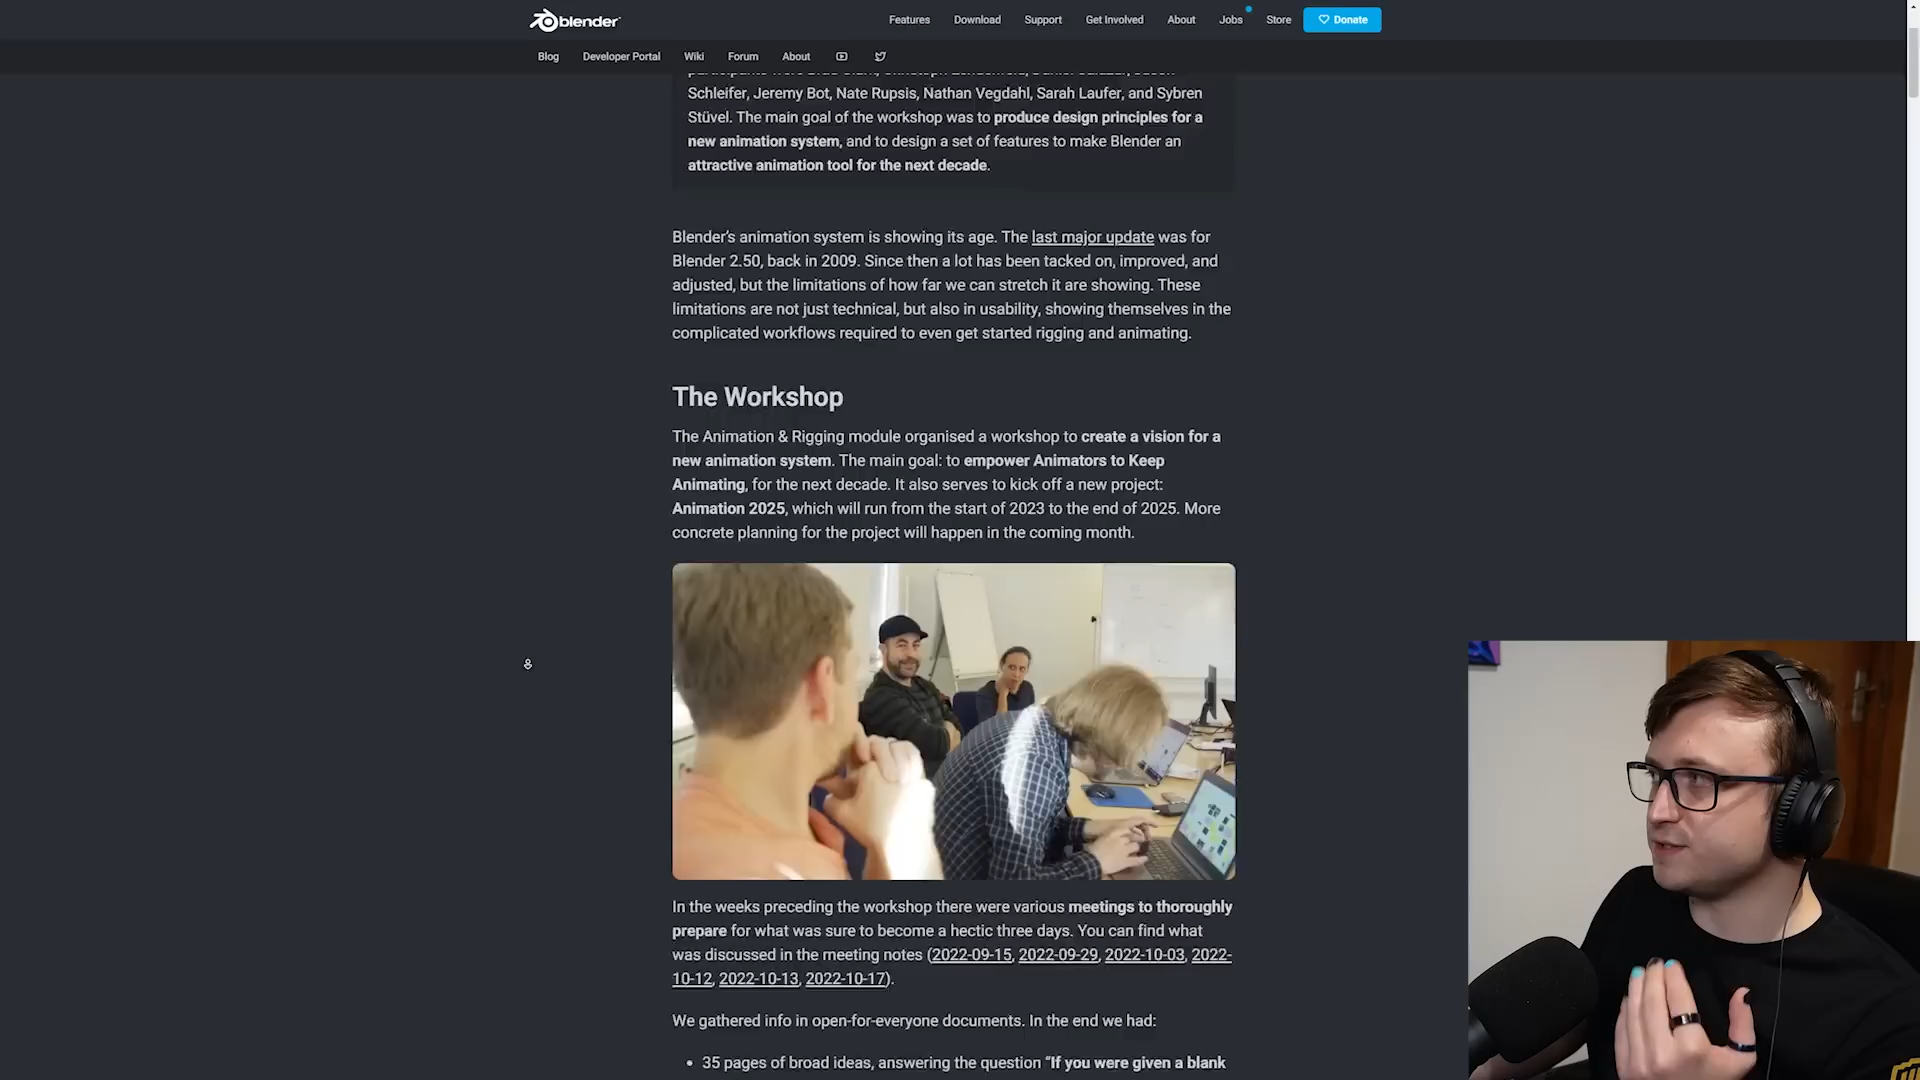 blender
Features Download Support Get Involved About Jobs Store Donate
Blog Developer Portal Wiki Forum About
Schleifer, Jeremy Bot, Nate Rupsis, Nathan Vegdahl, Sarah Laufer, and Sybren
Stüvel. The main goal of the workshop was to produce design principles for a
new animation system, and to design a set of features to make Blender an
attractive animation tool for the next decade.
Blender’s animation system is showing its age. The last major update was for
Blender 2.50, back in 2009. Since then a lot has been tacked on, improved, and
adjusted, but the limitations of how far we can stretch it are showing. These
limitations are not just technical, but also in usability, showing themselves in the
complicated workflows required to even get started rigging and animating.
The Workshop
The Animation & Rigging module organised a workshop to create a vision for a
new animation system. The main goal: to empower Animators to Keep
Animating, for the next decade. It also serves to kick off a new project:
Animation 2025, which will run from the start of 2023 to the end of 2025. More
concrete planning for the project will happen in the coming month.
In the weeks preceding the workshop there were various meetings to thoroughly
prepare for what was sure to become a hectic three days. You can find what
was discussed in the meeting notes (2022-09-15, 2022-09-29, 2022-10-03, 2022-
10-12, 2022-10-13, 2022-10-17).
We gathered info in open-for-everyone documents. In the end we had:
• 35 pages of broad ideas, answering the question “If you were given a blank